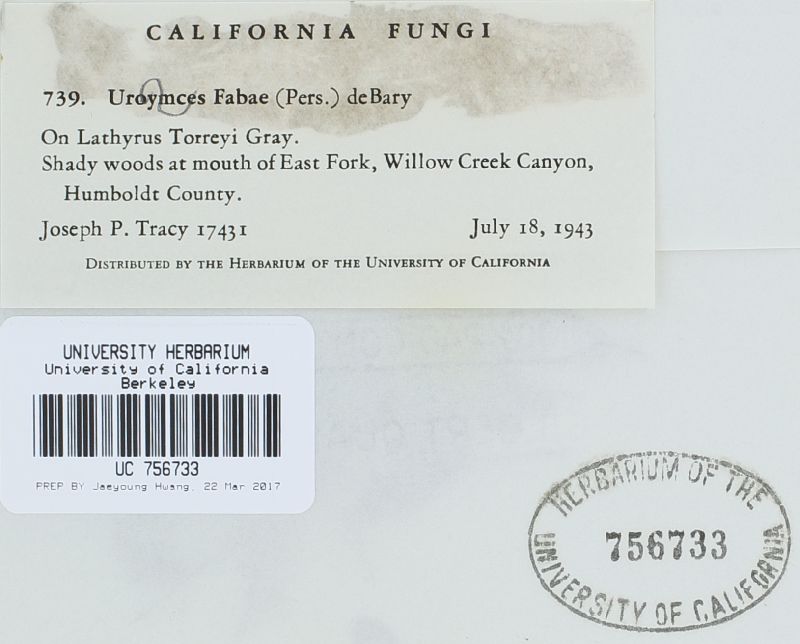 CALIFORNIA FUNGI
739. Uroymces Fabae (Pers.) deBary
On Lathyrus Torreyi Gray.
Shady woods at mouth of East Fork, Willow Creek Canyon,
Humboldt County.
Joseph P. Tracy 17431 July 18, 1943
DISTRIBUTED BY THE HERBARIUM OF THE UNIVERSITY OF CALIFORNIA
UNIVERSITY HERBARIUM
University of California
Berkeley
UC 756733
PREP BY Jaeyoung Hwang, 22 Mar 2017
HERBARIUM OF THE
756733
UNIVERSITY OF CALIFORNIA